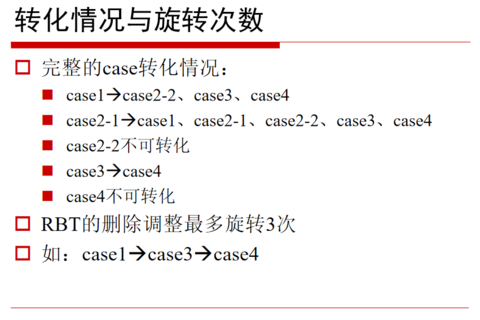 转化情况与旋转次数
完整的case转化情况：
case1→case2-2、case3、case4
case2-1→case1、case2-1、case2-2、case3、case4
case2-2不可转化
case3→case4
case4不可转化
RBT的删除调整最多旋转3次
如：case1→case3→case4